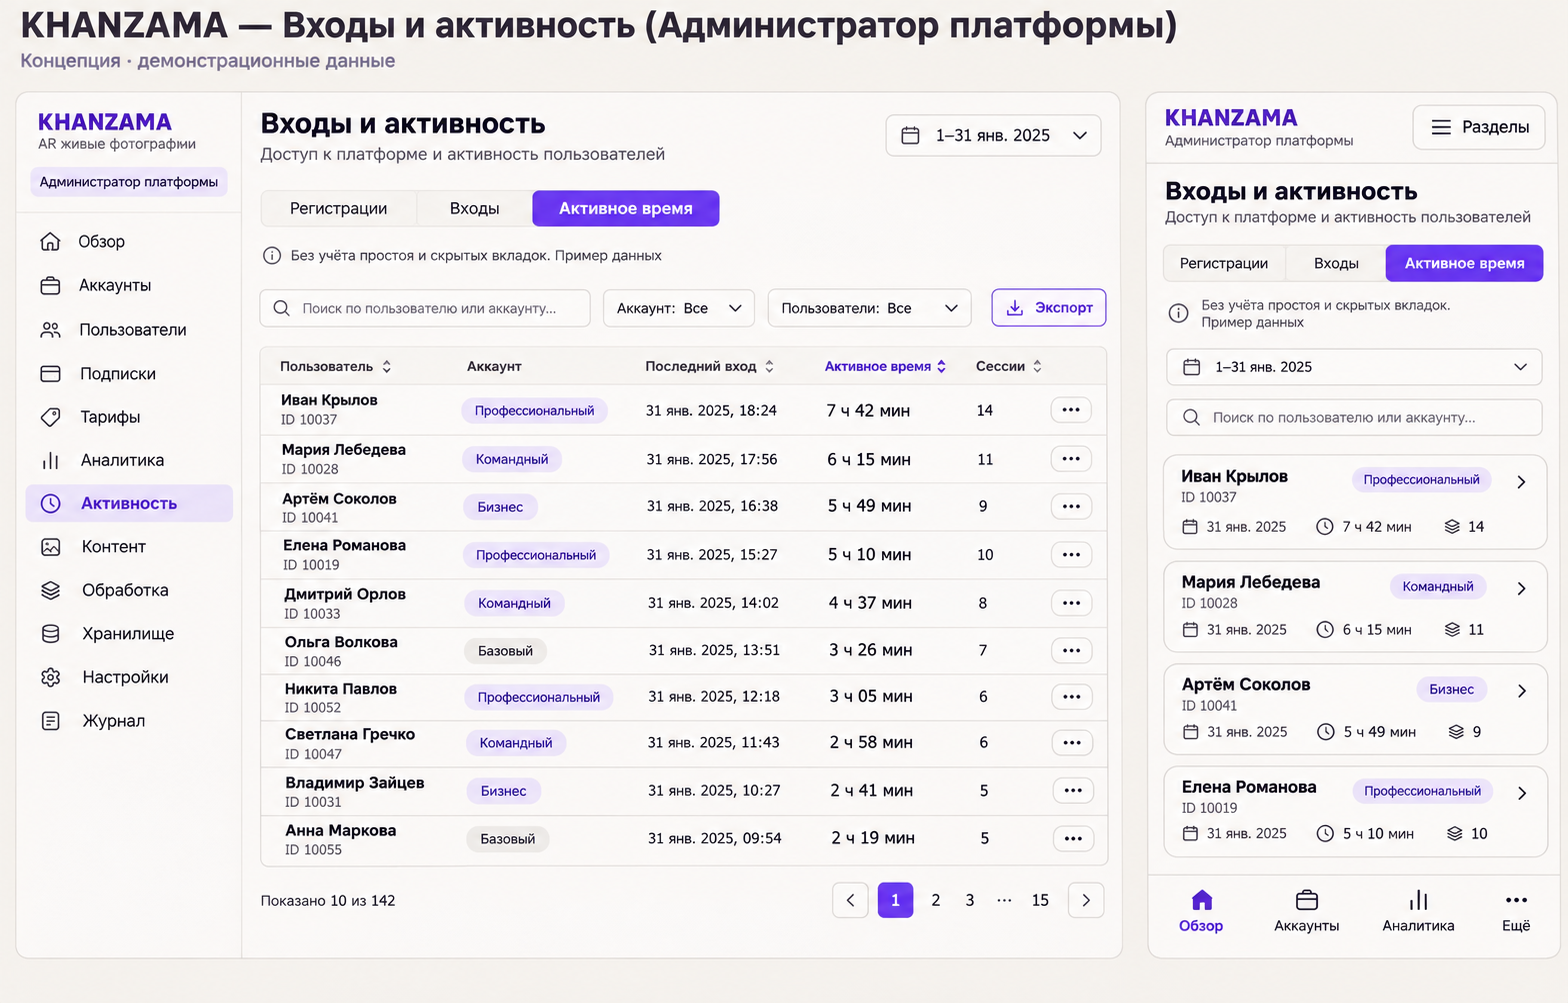 KHANZAMA — Входы и активность (Администратор платформы)
Концепция · демонстрационные данные
KHANZAMA
AR живые фотографии
Администратор платформы
Обзор
Аккаунты
Пользователи
Подписки
Тарифы
Аналитика
Активность
Контент
Обработка
Хранилище
Настройки
Журнал
Входы и активность
Доступ к платформе и активность пользователей
1–31 янв. 2025
Регистрации Входы Активное время
Без учёта простоя и скрытых вкладок. Пример данных
Поиск по пользователю или аккаунту... Аккаунт: Все Пользователи: Все Экспорт
Пользователь Аккаунт Последний вход Активное время Сессии
Иван Крылов
ID 10037
Профессиональный 31 янв. 2025, 18:24 7 ч 42 мин 14
Мария Лебедева
ID 10028
Командный 31 янв. 2025, 17:56 6 ч 15 мин 11
Артём Соколов
ID 10041
Бизнес 31 янв. 2025, 16:38 5 ч 49 мин 9
Елена Романова
ID 10019
Профессиональный 31 янв. 2025, 15:27 5 ч 10 мин 10
Дмитрий Орлов
ID 10033
Командный 31 янв. 2025, 14:02 4 ч 37 мин 8
Ольга Волкова
ID 10046
Базовый 31 янв. 2025, 13:51 3 ч 26 мин 7
Никита Павлов
ID 10052
Профессиональный 31 янв. 2025, 12:18 3 ч 05 мин 6
Светлана Гречко
ID 10047
Командный 31 янв. 2025, 11:43 2 ч 58 мин 6
Владимир Зайцев
ID 10031
Бизнес 31 янв. 2025, 10:27 2 ч 41 мин 5
Анна Маркова
ID 10055
Базовый 31 янв. 2025, 09:54 2 ч 19 мин 5
Показано 10 из 142
1 2 3 ··· 15
KHANZAMA
Администратор платформы
Разделы
Входы и активность
Доступ к платформе и активность пользователей
Регистрации Входы Активное время
Без учёта простоя и скрытых вкладок.
Пример данных
1–31 янв. 2025
Поиск по пользователю или аккаунту...
Иван Крылов Профессиональный
ID 10037
31 янв. 2025 7 ч 42 мин 14
Мария Лебедева Командный
ID 10028
31 янв. 2025 6 ч 15 мин 11
Артём Соколов Бизнес
ID 10041
31 янв. 2025 5 ч 49 мин 9
Елена Романова Профессиональный
ID 10019
31 янв. 2025 5 ч 10 мин 10
Обзор Аккаунты Аналитика Ещё